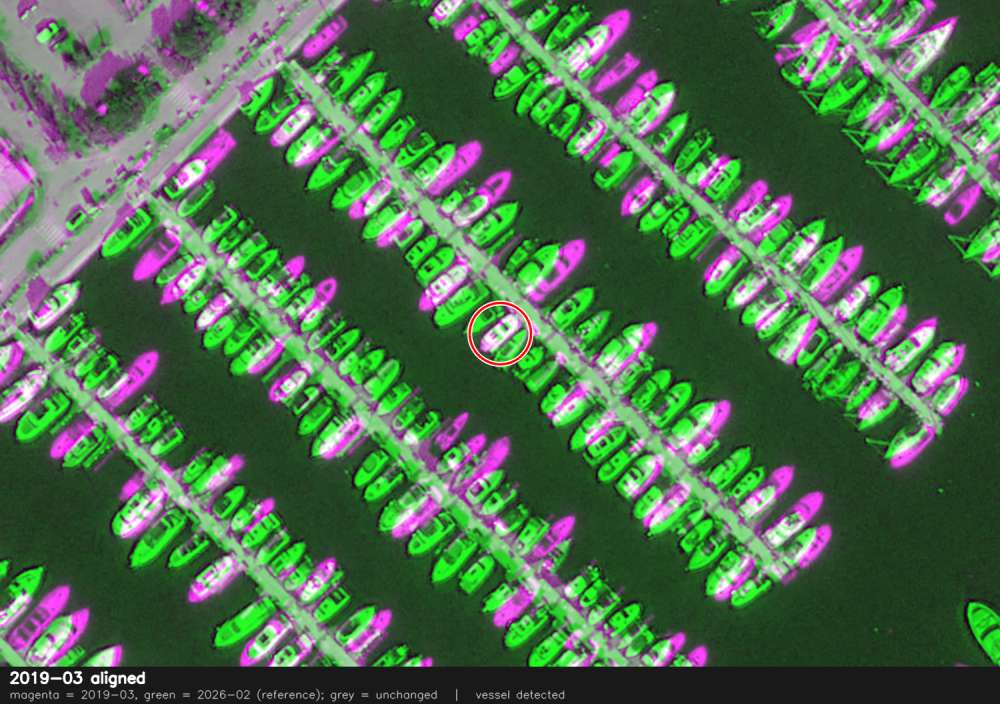 2019-03 aligned
magenta = 2019-03, green = 2026-02 (reference); grey = unchanged | vessel detected